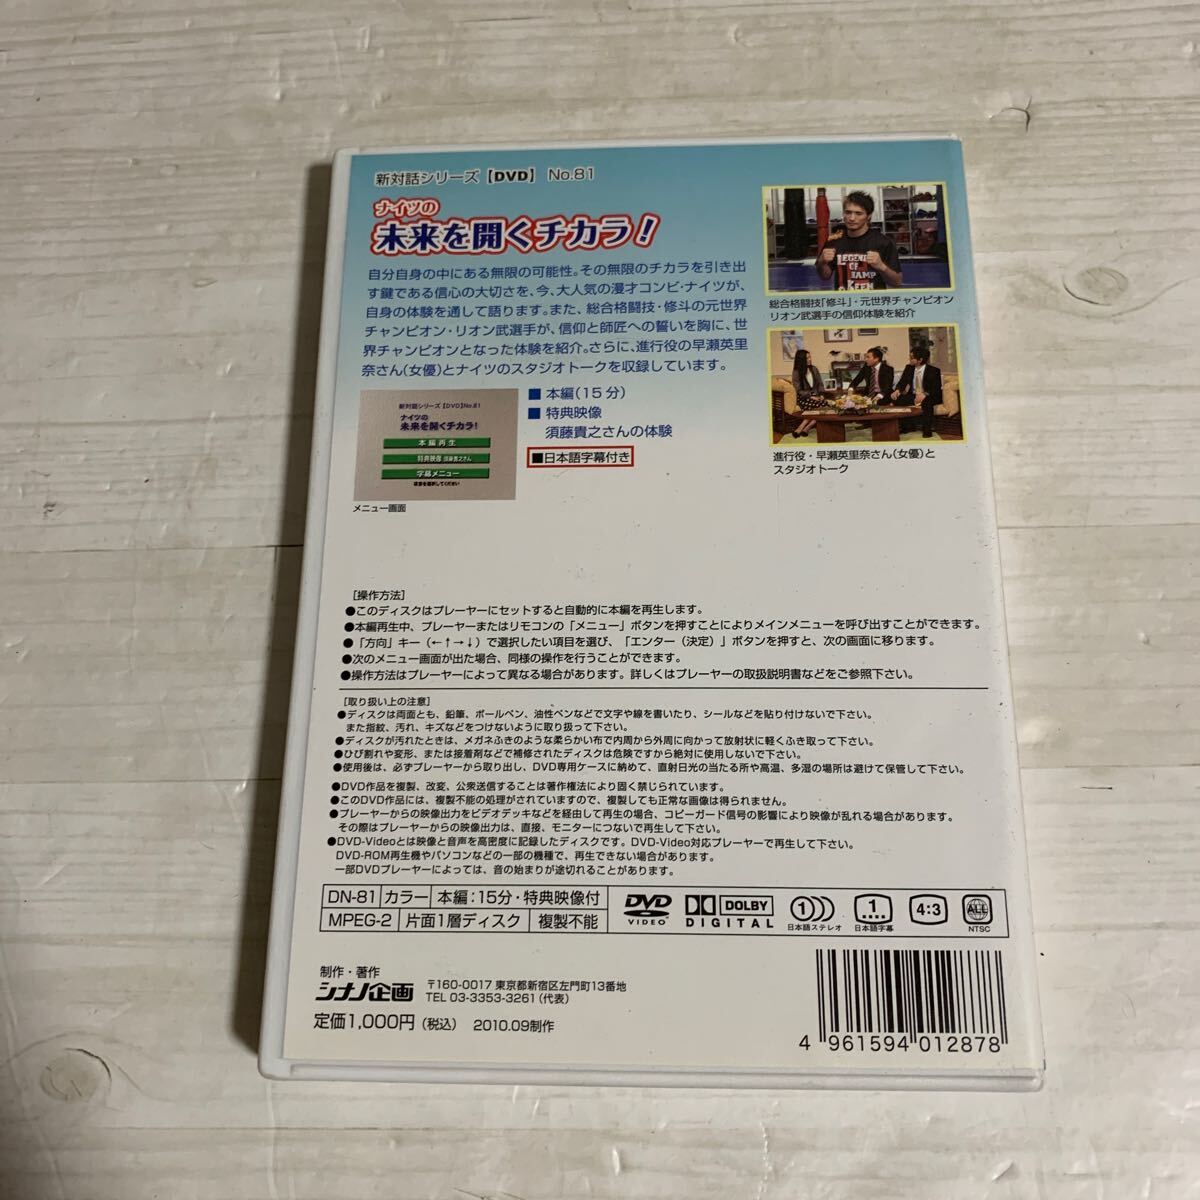 新対話シリーズ【DVD】 No.81
ナイツの
未来を開くチカラ!
自分自身の中にある無限の可能性。その無限のチカラを引き出
す鍵である信心の大切さを、今、大人気の漫才コンビ・ナイツが、
自身の体験を通して語ります。また、総合格闘技・修斗の元世界
チャンピオン・リオン武選手が、信仰と師匠への誓いを胸に、世
界チャンピオンとなった体験を紹介。さらに、進行役の早瀬英里
奈さん(女優)とナイツのスタジオトークを収録しています。
LEGEND
OF
CHAMP
KEEN
総合格闘技「修斗」・元世界チャンピオン
リオン武選手の信仰体験を紹介
進行役・早瀬英里奈さん(女優)と
スタジオトーク
新対話シリーズ【DVD】No.81
ナイツの
未来を開くチカラ!
本編再生
特典映像 須藤貴之さん
字幕メニュー
項目を選択してください
メニュー画面
■ 本編(15分)
■ 特典映像
須藤貴之さんの体験
■日本語字幕付き
[操作方法]
●このディスクはプレーヤーにセットすると自動的に本編を再生します。
●本編再生中、プレーヤーまたはリモコンの「メニュー」ボタンを押すことによりメインメニューを呼び出すことができます。
●「方向」キー(←↑→↓)で選択したい項目を選び、「エンター(決定)」ボタンを押すと、次の画面に移ります。
●次のメニュー画面が出た場合、同様の操作を行うことができます。
●操作方法はプレーヤーによって異なる場合があります。詳しくはプレーヤーの取扱説明書などをご参照下さい。
[取り扱い上の注意]
●ディスクは両面とも、鉛筆、ボールペン、油性ペンなどで文字や線を書いたり、シールなどを貼り付けないで下さい。
また指紋、汚れ、キズなどをつけないように取り扱って下さい。
●ディスクが汚れたときは、メガネふきのような柔らかい布で内周から外周に向かって放射状に軽くふき取って下さい。
●ひび割れや変形、または接着剤などで補修されたディスクは危険ですから絶対に使用しないで下さい。
●使用後は、必ずプレーヤーから取り出し、DVD専用ケースに納めて、直射日光の当たる所や高温、多湿の場所は避けて保管して下さい。
●DVD作品を複製、改変、公衆送信することは著作権法により固く禁じられています。
●このDVD作品には、複製不能の処理がされていますので、複製しても正常な画像は得られません。
●プレーヤーからの映像出力をビデオデッキなどを経由して再生の場合、コピーガード信号の影響により映像が乱れる場合があります。
その際はプレーヤーからの映像出力は、直接、モニターにつないで再生して下さい。
●DVD-Videoとは映像と音声を高密度に記録したディスクです。DVD-Video対応プレーヤーで再生して下さい。
DVD-ROM再生機やパソコンなどの一部の機種で、再生できない場合があります。
一部DVDプレーヤーによっては、音の始まりが途切れることがあります。
DN-81 カラー 本編:15分・特典映像付
MPEG-2 片面1層ディスク 複製不能
DVD VIDEO
DOLBY DIGITAL
1 日本語ステレオ
1 日本語字幕
4:3
ALL NTSC
制作・著作
シナノ企画
〒160-0017 東京都新宿区左門町13番地
TEL 03-3353-3261(代表)
定価1,000円(税込) 2010.09制作
4 961594 012878